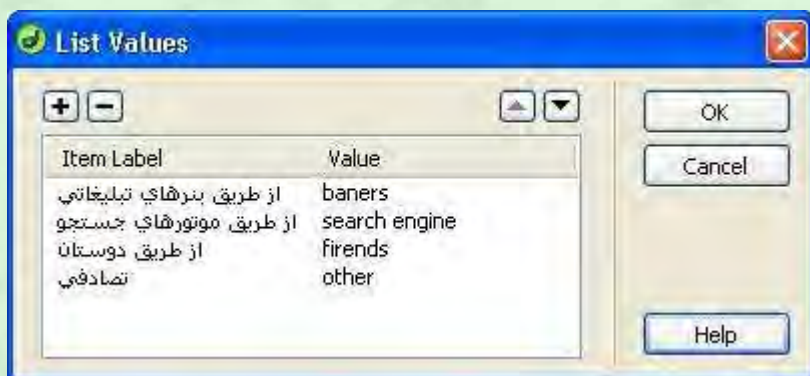 List Values
OK
Item Label Value
Cancel
از طريق بنرهاي تبليغاتي baners
از طريق موتورهاي جستجو search engine
از طريق دوستان firends
تصادفي other
Help